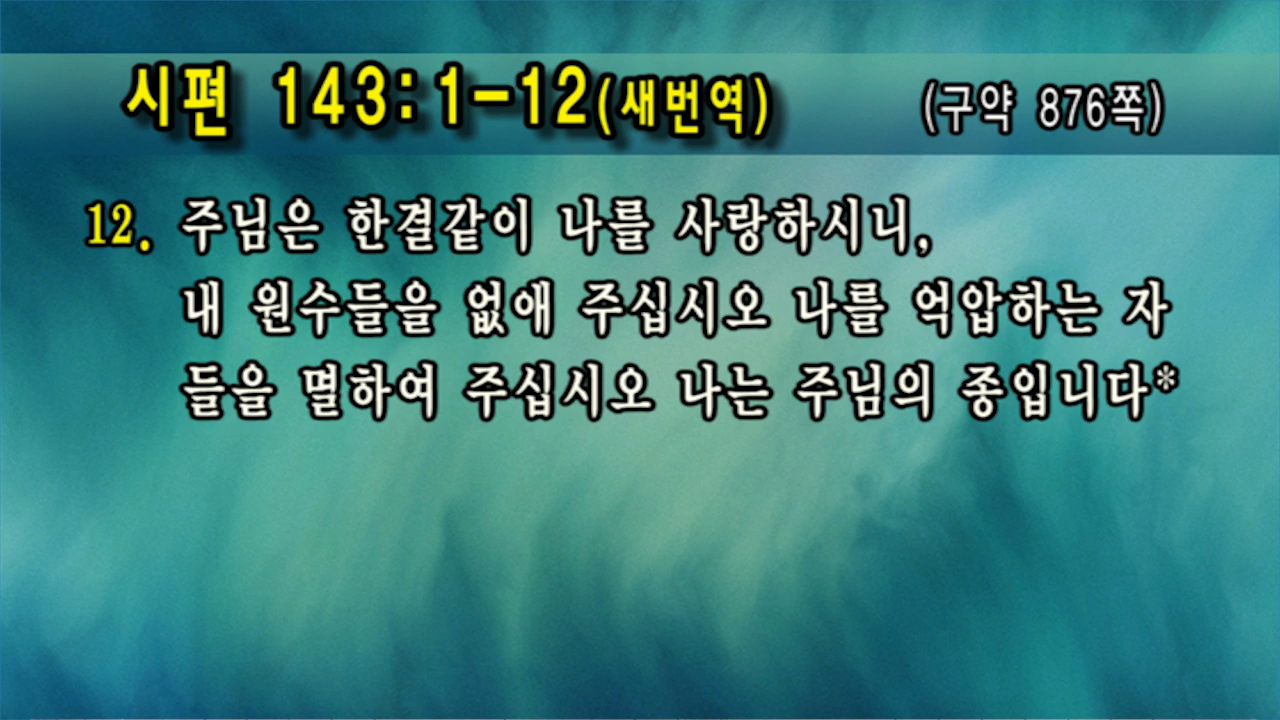 시편 143:1-12(새번역) (구약 876쪽)
12. 주님은 한결같이 나를 사랑하시니,
내 원수들을 없애 주십시오 나를 억압하는 자
들을 멸하여 주십시오 나는 주님의 종입니다*